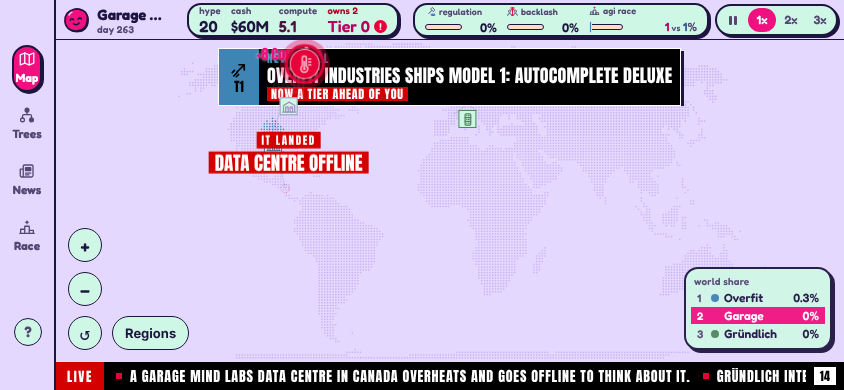 Garage ...
day 263
hype
20
cash
$60M
compute
5.1
owns 2
Tier 0 !
regulation
0%
backlash
0%
agi race
1 vs 1%
1x
2x
3x
Map
Trees
News
Race
?
T1
INDUSTRIES SHIPS MODEL 1: AUTOCOMPLETE DELUXE
NOW A TIER AHEAD OF YOU
IT LANDED
DATA CENTRE OFFLINE
+
–
Regions
world share
1 Overfit 0.3%
2 Garage 0%
3 Gründlich 0%
LIVE
A GARAGE MIND LABS DATA CENTRE IN CANADA OVERHEATS AND GOES OFFLINE TO THINK ABOUT IT.
GRÜNDLICH INTE
14